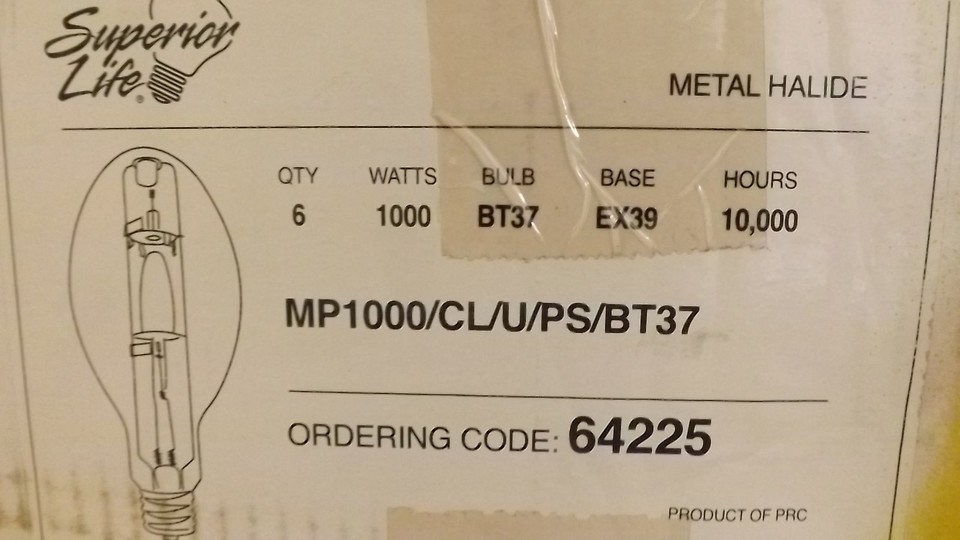 Superior
Life®
METAL HALIDE
QTY WATTS BULB BASE HOURS
6 1000 BT37 EX39 10,000
MP1000/CL/U/PS/BT37
ORDERING CODE: 64225
PRODUCT OF PRC